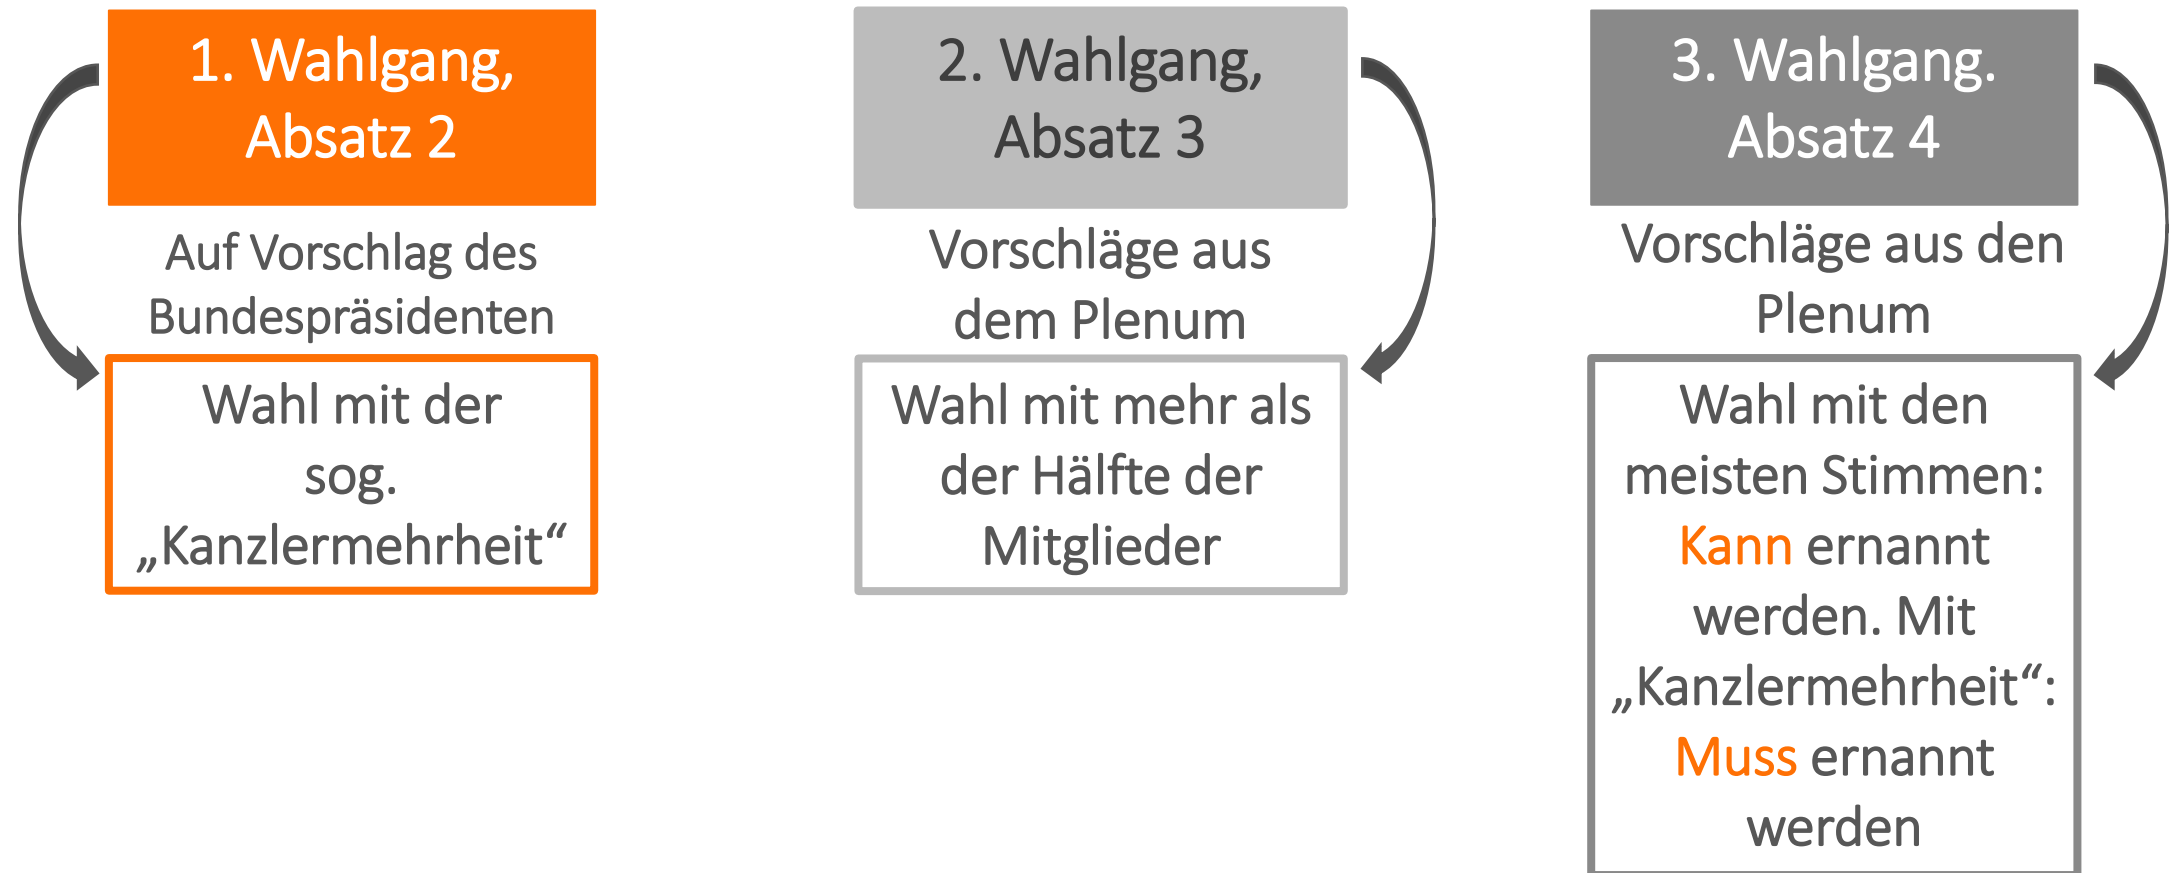 1. Wahlgang,
Absatz 2
Auf Vorschlag des
Bundespräsidenten
Wahl mit der
sog.
„Kanzlermehrheit“
2. Wahlgang,
Absatz 3
Vorschläge aus
dem Plenum
Wahl mit mehr als
der Hälfte der
Mitglieder
3. Wahlgang.
Absatz 4
Vorschläge aus den
Plenum
Wahl mit den
meisten Stimmen:
Kann ernannt
werden. Mit
„Kanzlermehrheit“:
Muss ernannt
werden